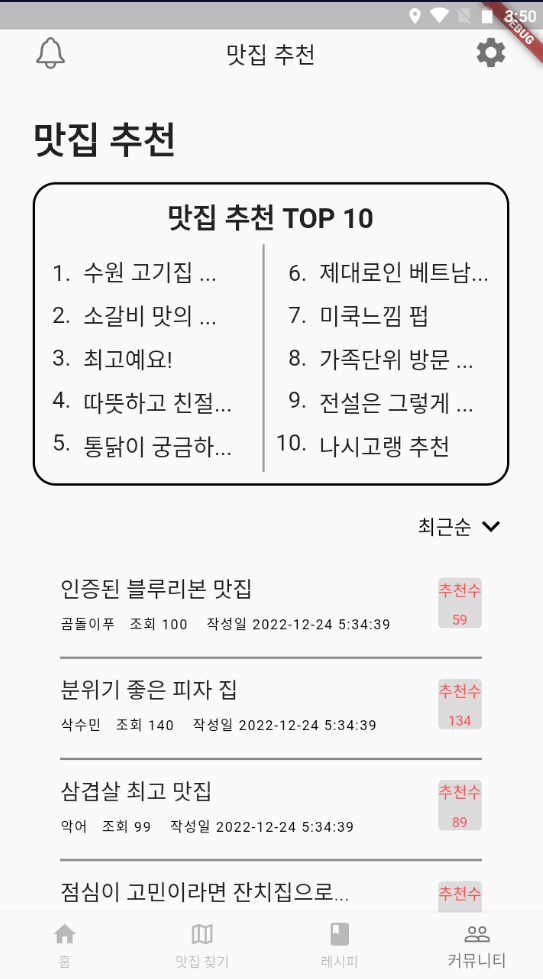 3:50
DEBUG
맛집 추천
맛집 추천
맛집 추천 TOP 10
1. 수원 고기집 ...
2. 소갈비 맛의 ...
3. 최고예요!
4. 따뜻하고 친절...
5. 통닭이 궁금하...
6. 제대로인 베트남...
7. 미쿡느낌 펍
8. 가족단위 방문 ...
9. 전설은 그렇게 ...
10. 나시고랭 추천
최근순
인증된 블루리본 맛집
추천수
곰돌이푸 조회 100 작성일 2022-12-24 5:34:39
59
분위기 좋은 피자 집
추천수
삭수민 조회 140 작성일 2022-12-24 5:34:39
134
삼겹살 최고 맛집
추천수
악어 조회 99 작성일 2022-12-24 5:34:39
89
점심이 고민이라면 잔치집으로...
추천수
홈
맛집 찾기
레시피
커뮤니티